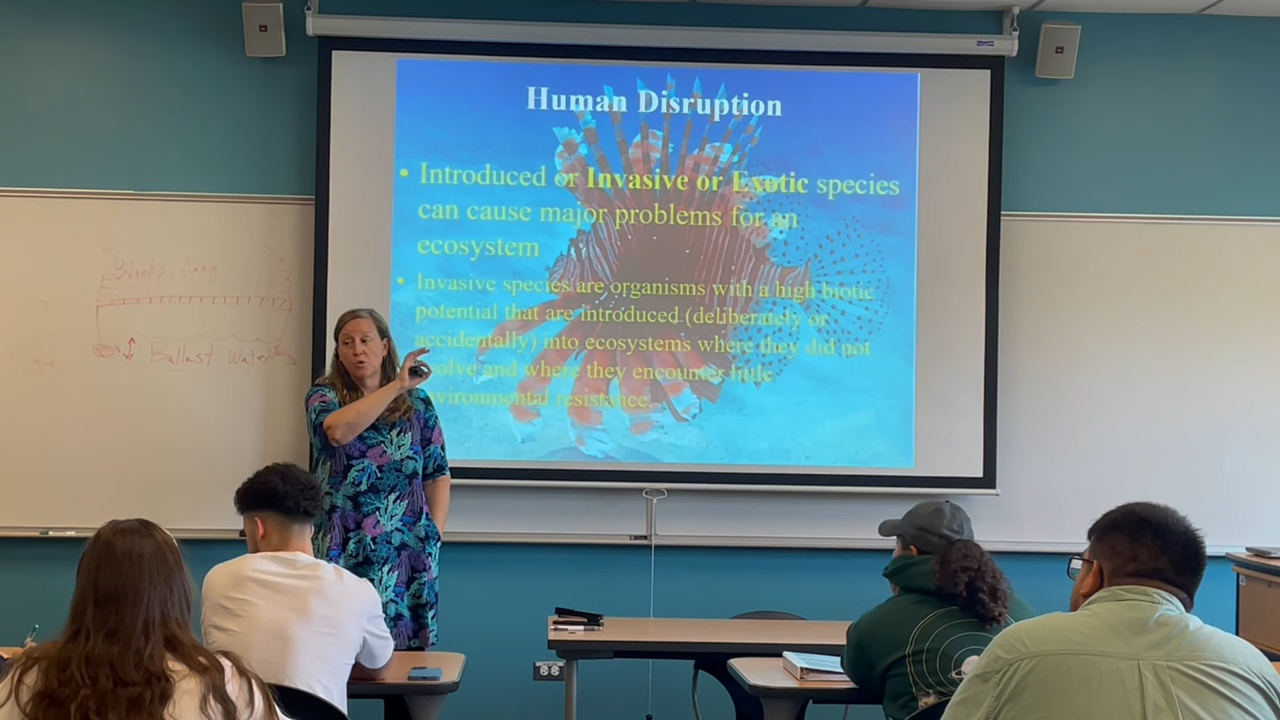 Human Disruption
• Introduced or Invasive or Exotic species
can cause major problems for an
ecosystem
• Invasive species are organisms with a high biotic
potential that are introduced (deliberately or
accidentally) into ecosystems where they did not
olve and where they encounter little
vironmental resistance.
Ballast Water